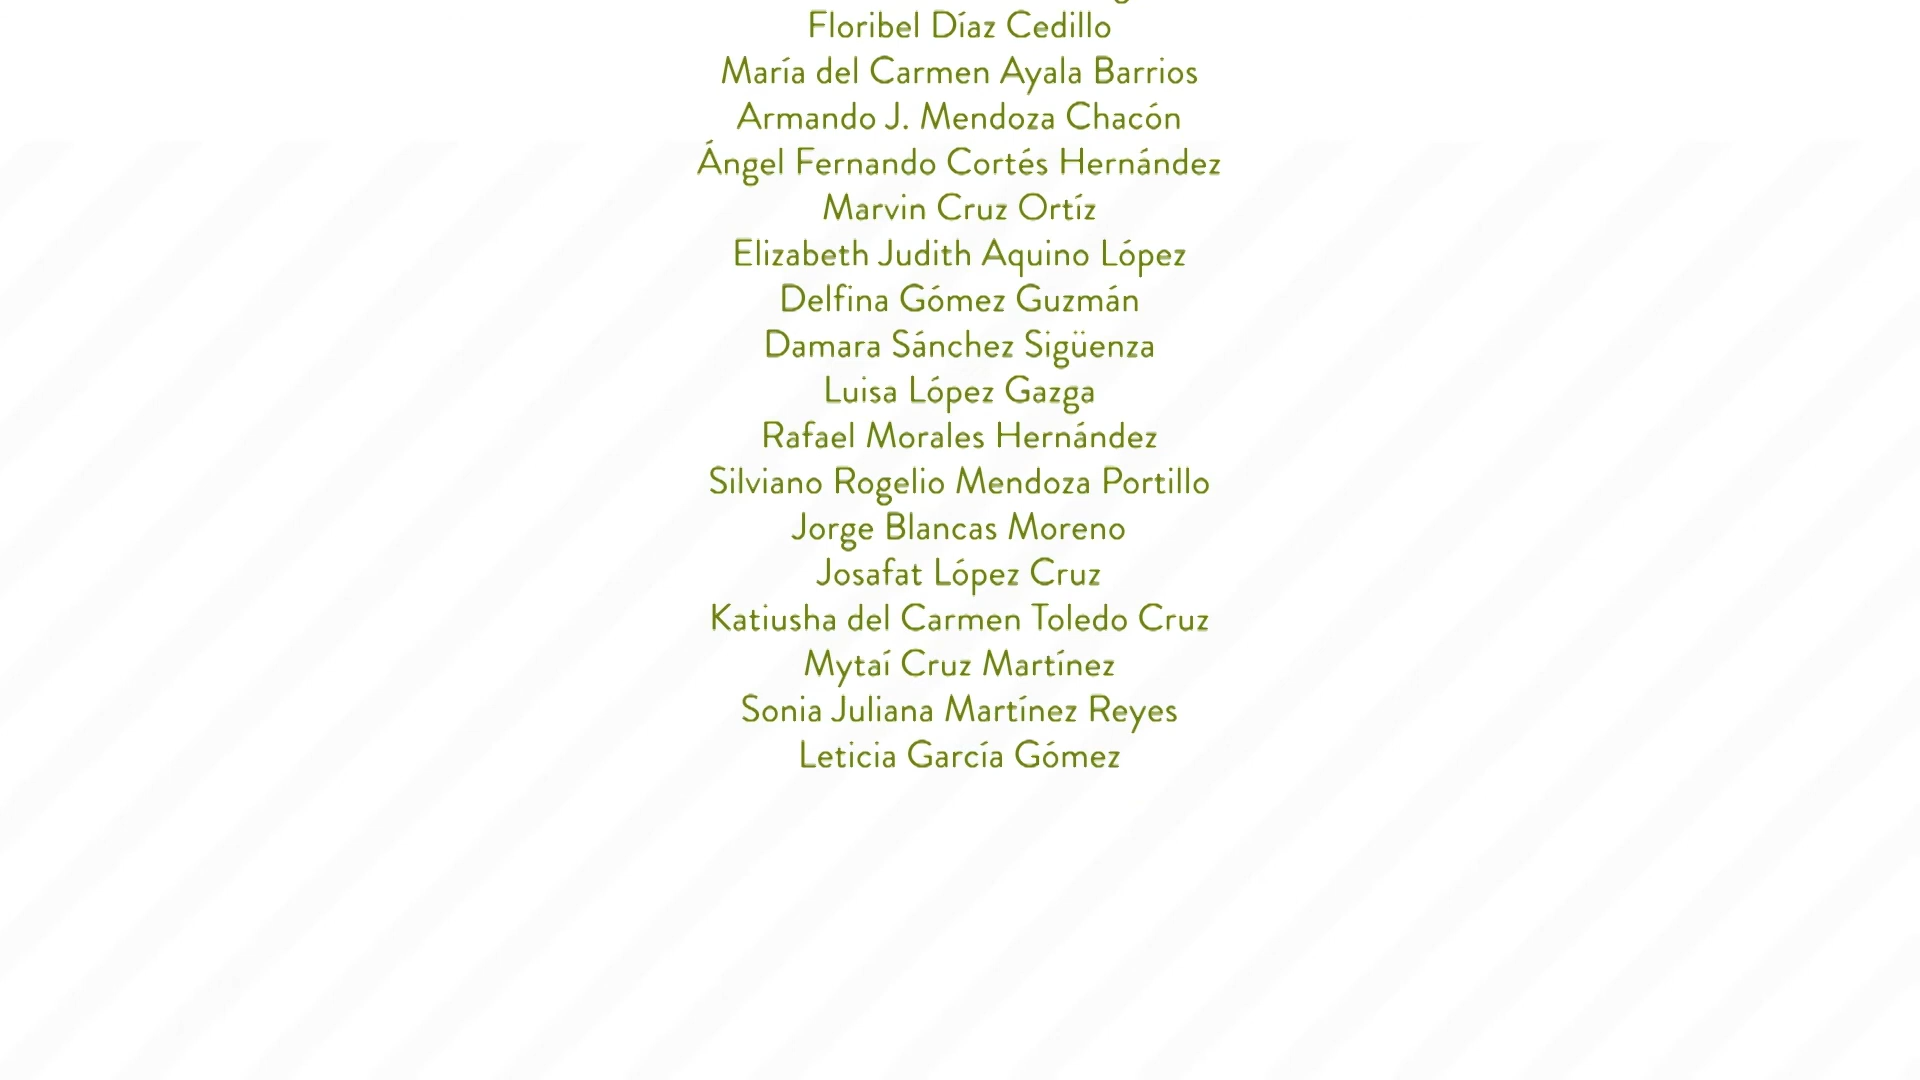 Floribel Díaz Cedillo
María del Carmen Ayala Barrios
Armando J. Mendoza Chacón
Ángel Fernando Cortés Hernández
Marvin Cruz Ortíz
Elizabeth Judith Aquino López
Delfina Gómez Guzmán
Damara Sánchez Sigüenza
Luisa López Gazga
Rafael Morales Hernández
Silviano Rogelio Mendoza Portillo
Jorge Blancas Moreno
Josafat López Cruz
Katiusha del Carmen Toledo Cruz
Mytaí Cruz Martínez
Sonia Juliana Martínez Reyes
Leticia García Gómez